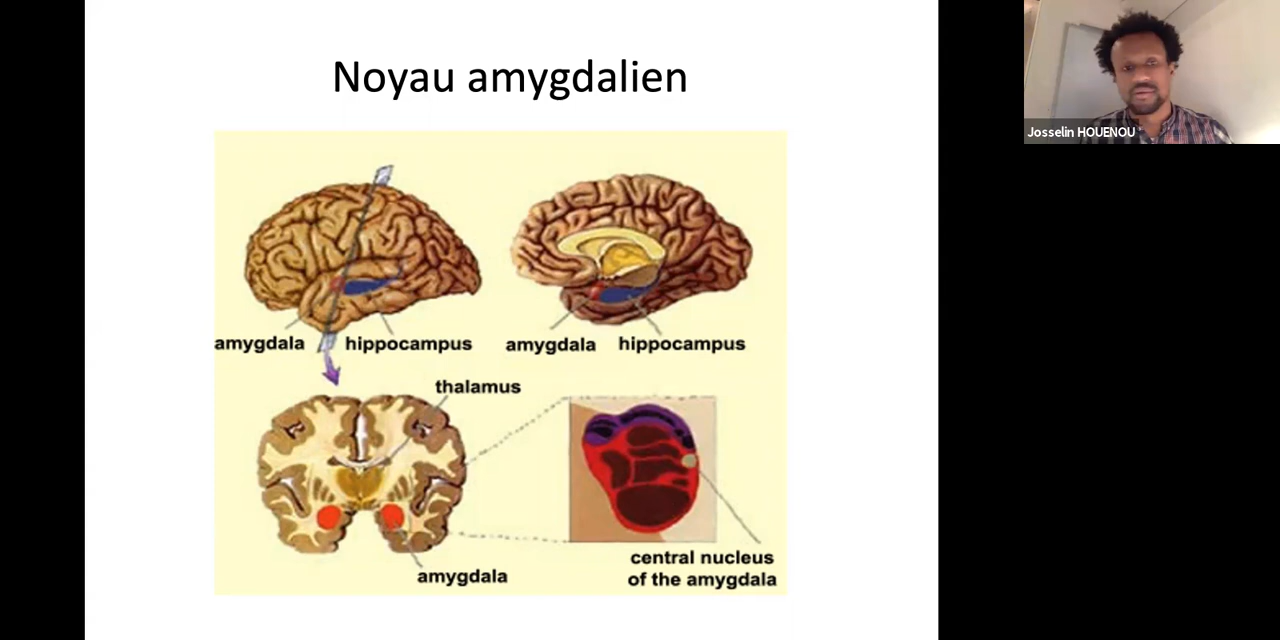 Noyau amygdalien
Josselin HOUENOU
amygdala
hippocampus
amygdala
hippocampus
thalamus
central nucleus
of the amygdala
amygdala